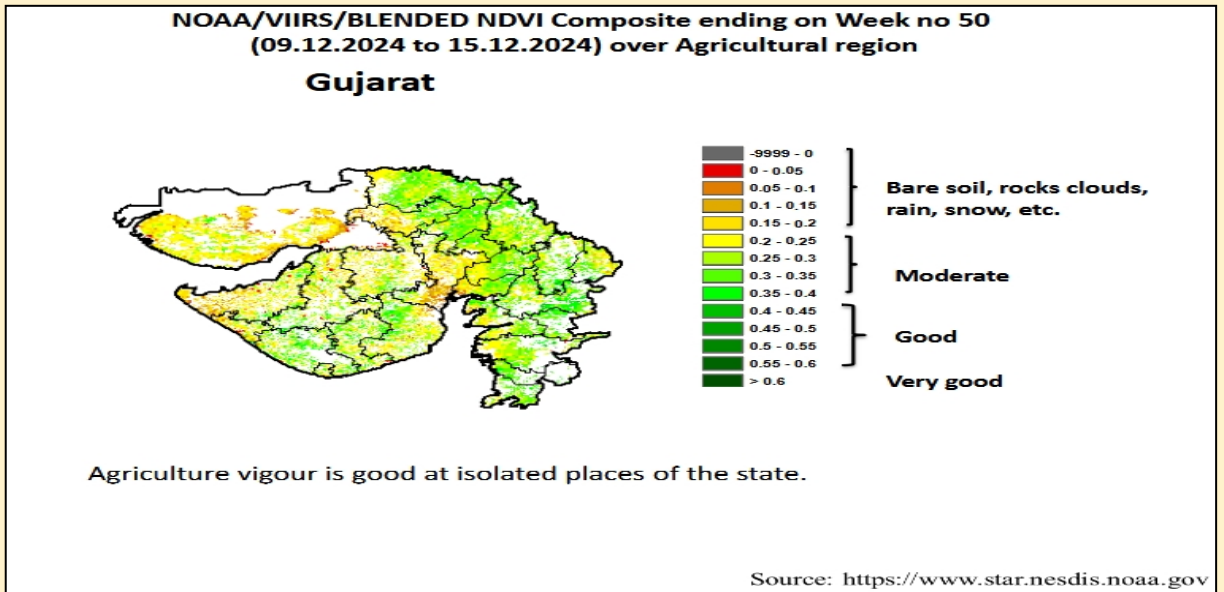 NOAA/VIIRS/BLENDED NDVI Composite ending on Week no 50
(09.12.2024 to 15.12.2024) over Agricultural region
Gujarat
-9999 - 0
0 - 0.05
0.05 - 0.1
0.1 - 0.15
0.15 - 0.2
0.2 - 0.25
0.25 - 0.3
0.3 - 0.35
0.35 - 0.4
0.4 - 0.45
0.45 - 0.5
0.5 - 0.55
0.55 - 0.6
> 0.6
Bare soil, rocks clouds,
rain, snow, etc.
Moderate
Good
Very good
Agriculture vigour is good at isolated places of the state.
Source: https://www.star.nesdis.noaa.gov